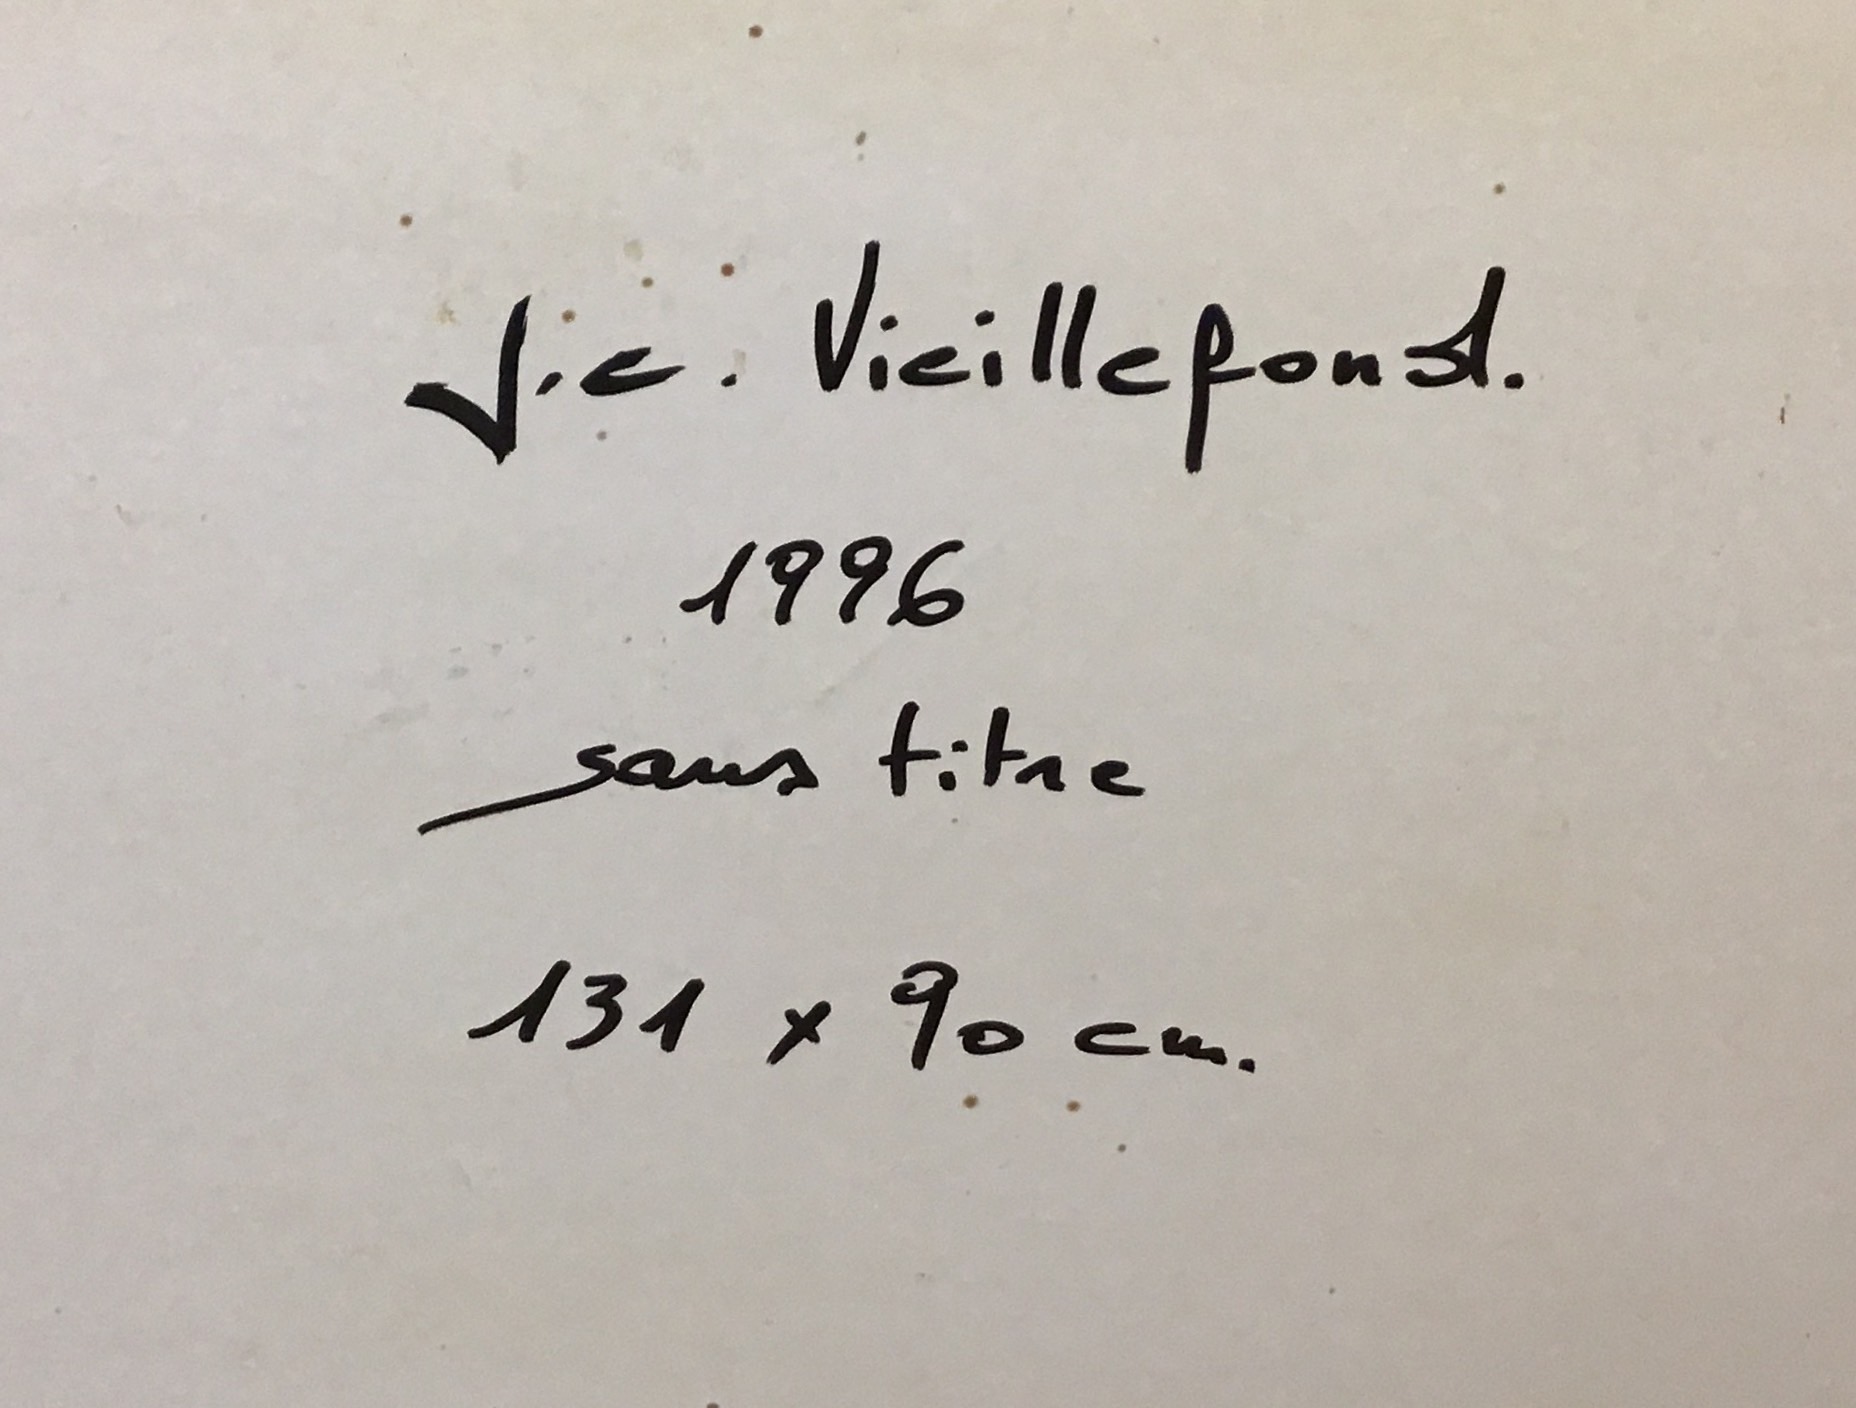 J.C. Vieillefond.
1996
sans titre
131 x 90 cm.